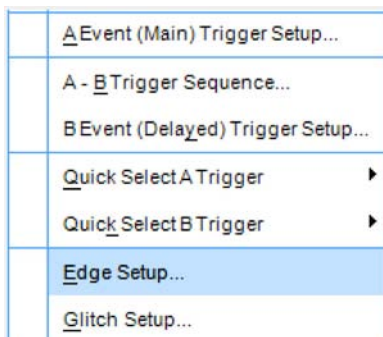 A Event (Main) Trigger Setup...
A - B Trigger Sequence...
B Event (Delayed) Trigger Setup...
Quick Select A Trigger
Quick Select B Trigger
Edge Setup...
Glitch Setup...